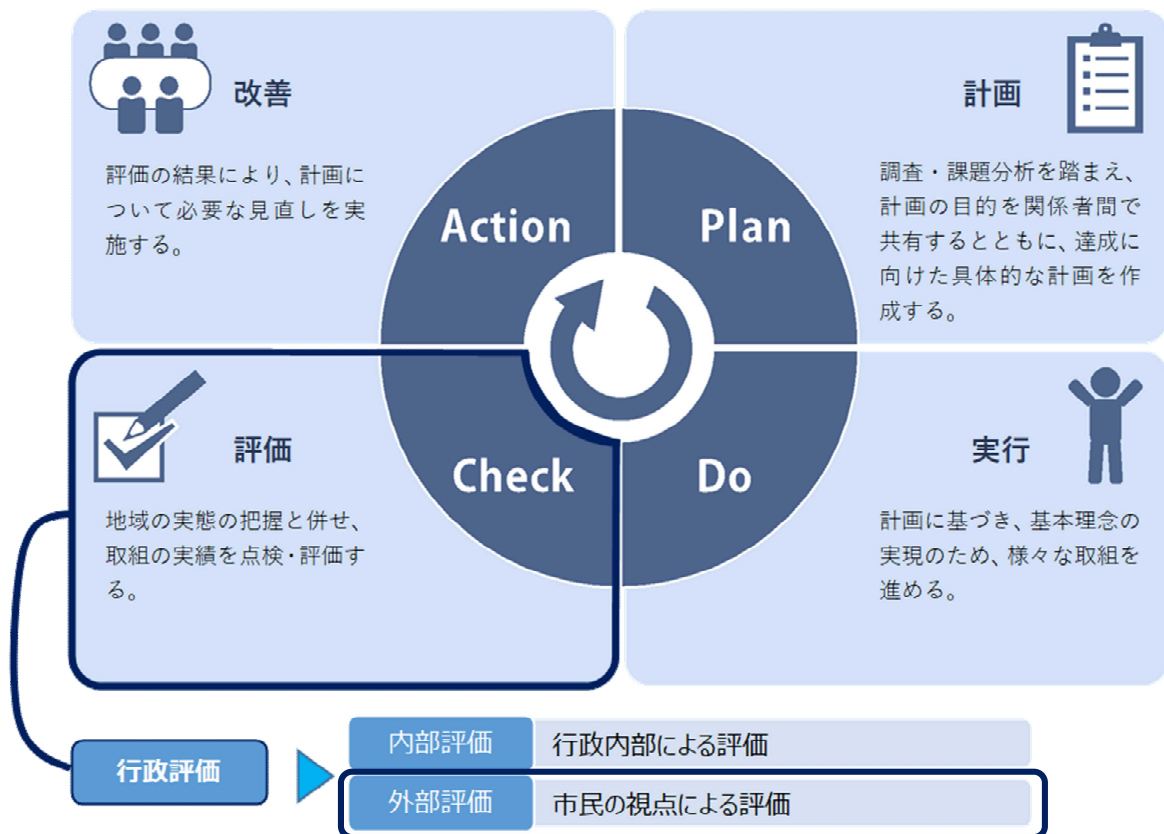 改善
評価の結果により、計画に
ついて必要な見直しを実
施する。
Action
計画
調査・課題分析を踏まえ、
計画の目的を関係者間で
共有するとともに、達成に
向けた具体的な計画を作
成する。
Plan
評価
地域の実態の把握と併せ、
取組の実績を点検・評価す
る。
Check
実行
計画に基づき、基本理念の
実現のため、様々な取組を
進める。
Do
行政評価
内部評価 行政内部による評価
外部評価 市民の視点による評価